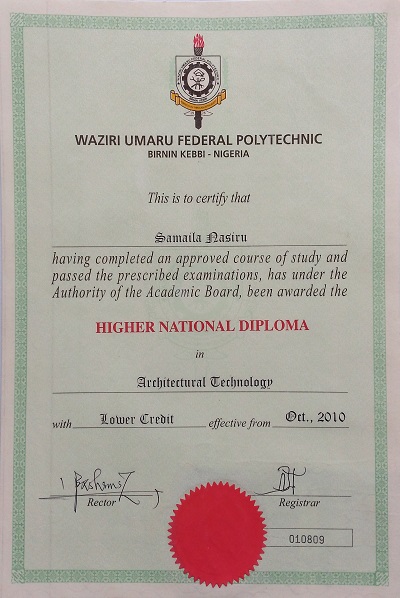 WAZIRI UMARU FEDERAL POLYTECHNIC
BIRNIN KEBBI - NIGERIA
This is to certify that
Samaila Nasiru
having completed an approved course of study and
passed the prescribed examinations, has under the
Authority of the Academic Board, been awarded the
HIGHER NATIONAL DIPLOMA
in
Architectural Technology
with Lower Credit effective from Oct., 2010
Rector Registrar
010809